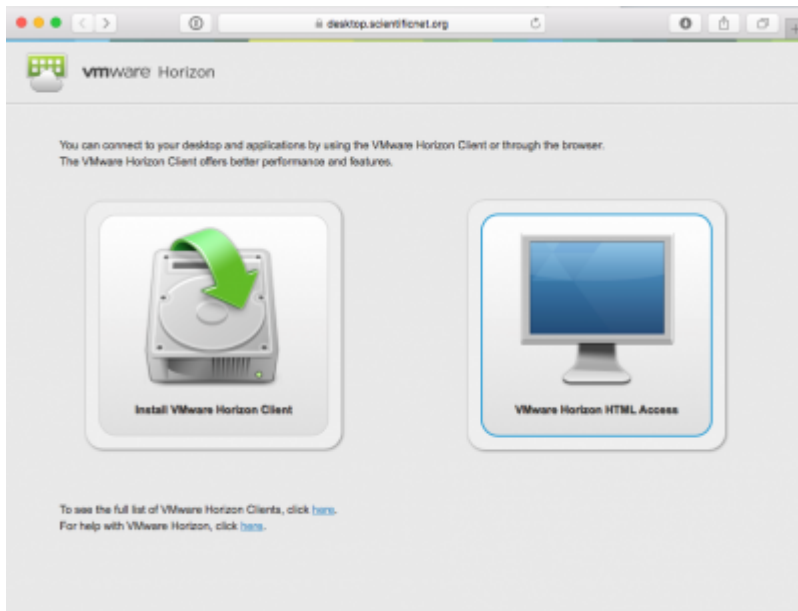 desktop.scientificnet.org
vmware Horizon
You can connect to your desktop and applications by using the VMware Horizon Client or through the browser.
The VMware Horizon Client offers better performance and features.
Install VMware Horizon Client
VMware Horizon HTML Access
To see the full list of VMware Horizon Clients, click here.
For help with VMware Horizon, click here.